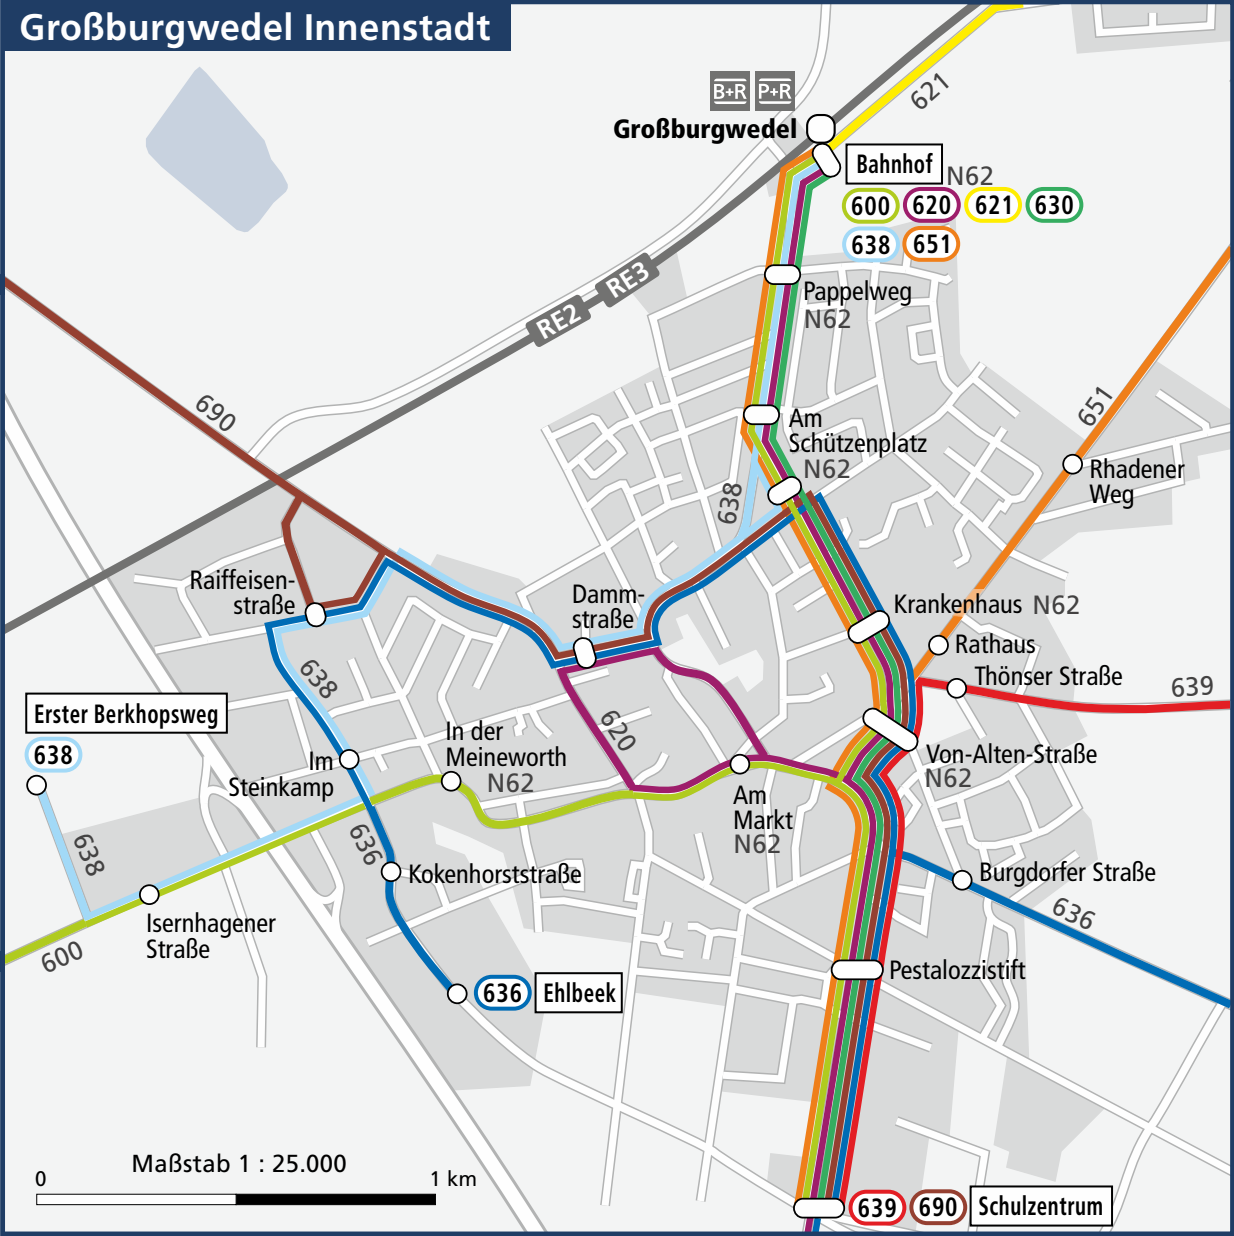 Großburgwedel Innenstadt
B+R P+R
621
Großburgwedel
Bahnhof
N62
600 620 621 630
638 651
RE3
RE2
Pappelweg
N62
690
651
Am
Schützenplatz
N62
Rhadener
Weg
638
Raiffeisen-
straße
Damm-
straße
Krankenhaus N62
Rathaus
Thönser Straße
639
638
Erster Berkhopsweg
638
620
In der
Meineworth
N62
Im
Steinkamp
Von-Alten-Straße
N62
Am
Markt
N62
638
636
Kokenhorststraße
Burgdorfer Straße
636
Isernhagener
Straße
600
Pestalozzistift
636 Ehlbeek
Maßstab 1 : 25.000
0 1 km
639 690 Schulzentrum